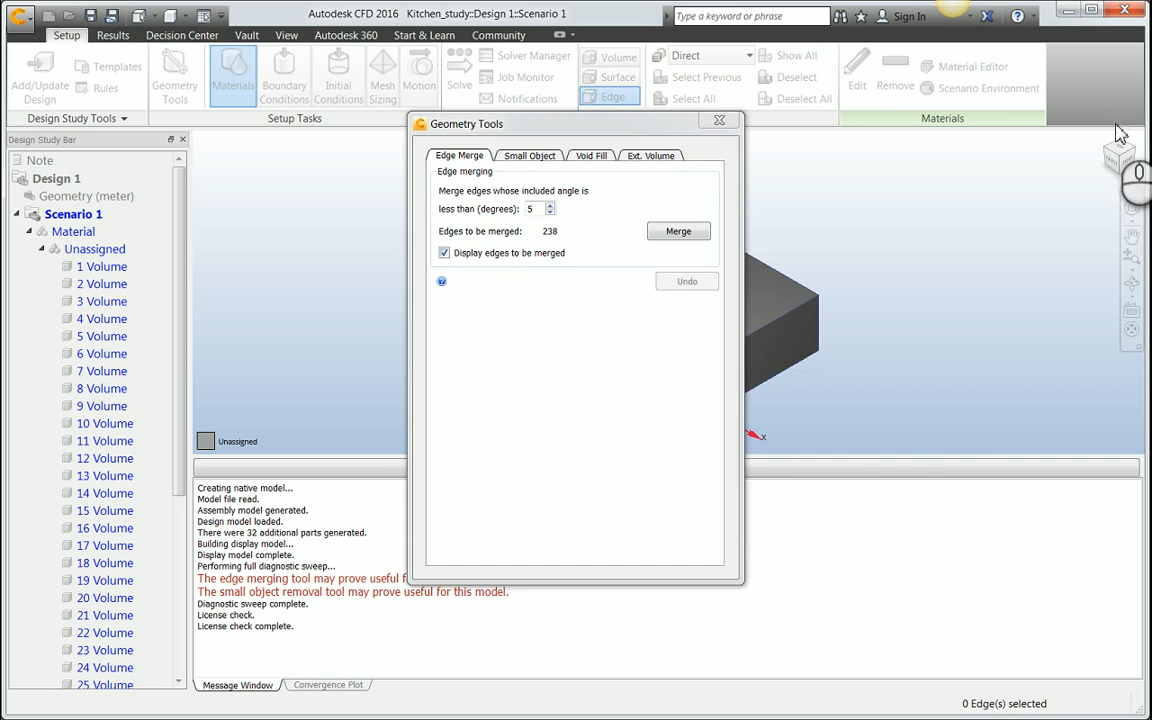 Autodesk CFD 2016 Kitchen_study::Design 1::Scenario 1
Type a keyword or phrase
Sign In
Setup Results Decision Center Vault View Autodesk 360 Start & Learn Community
Add/Update Design
Templates
Rules
Geometry Tools
Materials
Boundary Conditions
Initial Conditions
Mesh Sizing
Motion
Solve
Solver Manager
Job Monitor
Notifications
Volume
Surface
Edge
Direct
Select Previous
Select All
Show All
Deselect
Deselect All
Edit
Remove
Material Editor
Scenario Environment
Design Study Tools
Setup Tasks
Materials
Design Study Bar
Note
Design 1
Geometry (meter)
Scenario 1
Material
Unassigned
1 Volume
2 Volume
3 Volume
4 Volume
5 Volume
6 Volume
7 Volume
8 Volume
9 Volume
10 Volume
11 Volume
12 Volume
13 Volume
14 Volume
15 Volume
16 Volume
17 Volume
18 Volume
19 Volume
20 Volume
21 Volume
22 Volume
23 Volume
24 Volume
25 Volume
Geometry Tools
Edge Merge Small Object Void Fill Ext. Volume
Edge merging
Merge edges whose included angle is
less than (degrees): 5
Edges to be merged: 238
Merge
Display edges to be merged
Undo
x
Unassigned
Creating native model...
Model file read.
Assembly model generated.
Design model loaded.
There were 32 additional parts generated.
Building display model...
Display model complete.
Performing full diagnostic sweep...
The edge merging tool may prove useful f
The small object removal tool may prove useful for this model.
Diagnostic sweep complete.
License check.
License check complete.
Message Window Convergence Plot
0 Edge(s) selected